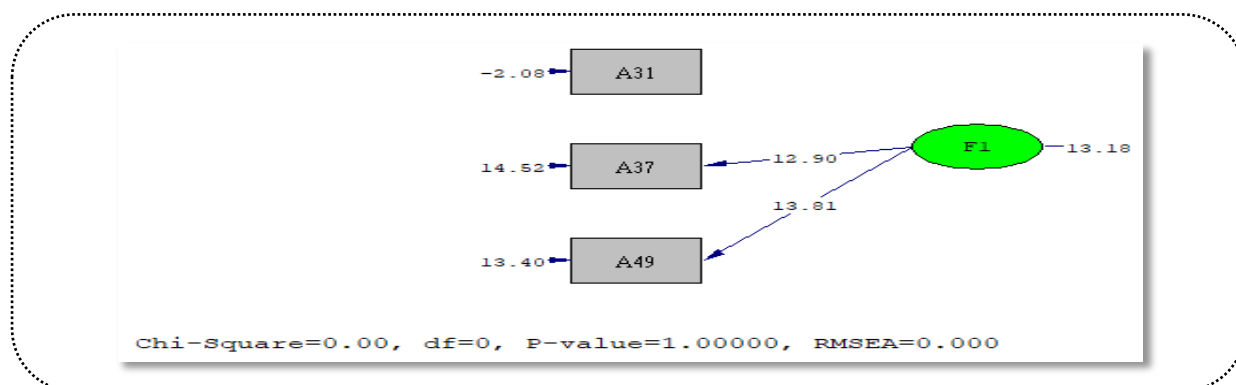 -2.08 A31
F1 13.18
14.52 A37 12.90
13.81
13.40 A49
Chi-Square=0.00, df=0, P-value=1.00000, RMSEA=0.000